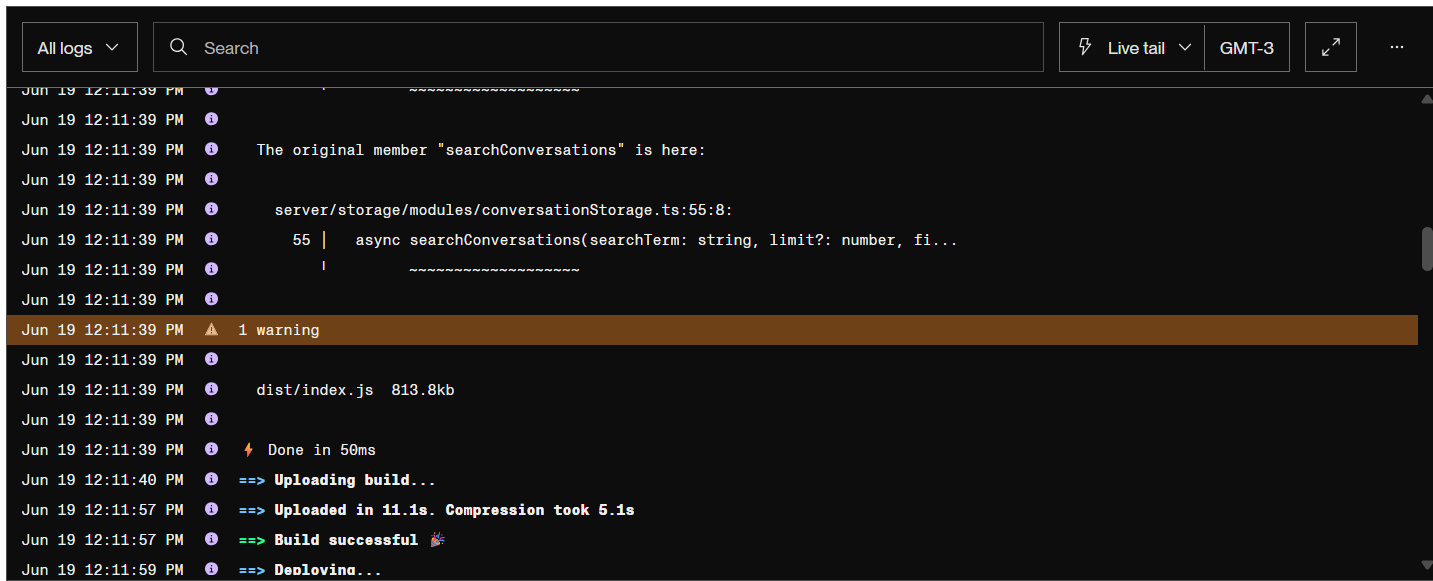 All logs
Search
Live tail
GMT-3
...
Jun 19 12:11:39 PM ~~~~~~~~~~~~~~~~~~~
Jun 19 12:11:39 PM
Jun 19 12:11:39 PM The original member "searchConversations" is here:
Jun 19 12:11:39 PM
Jun 19 12:11:39 PM server/storage/modules/conversationStorage.ts:55:8:
Jun 19 12:11:39 PM 55 │ async searchConversations(searchTerm: string, limit?: number, fi...
Jun 19 12:11:39 PM ╵ ~~~~~~~~~~~~~~~~~~~
Jun 19 12:11:39 PM
Jun 19 12:11:39 PM 1 warning
Jun 19 12:11:39 PM
Jun 19 12:11:39 PM dist/index.js 813.8kb
Jun 19 12:11:39 PM
Jun 19 12:11:39 PM ⚡ Done in 50ms
Jun 19 12:11:40 PM ==> Uploading build...
Jun 19 12:11:57 PM ==> Uploaded in 11.1s. Compression took 5.1s
Jun 19 12:11:57 PM ==> Build successful 🎉
Jun 19 12:11:59 PM ==> Deploying...